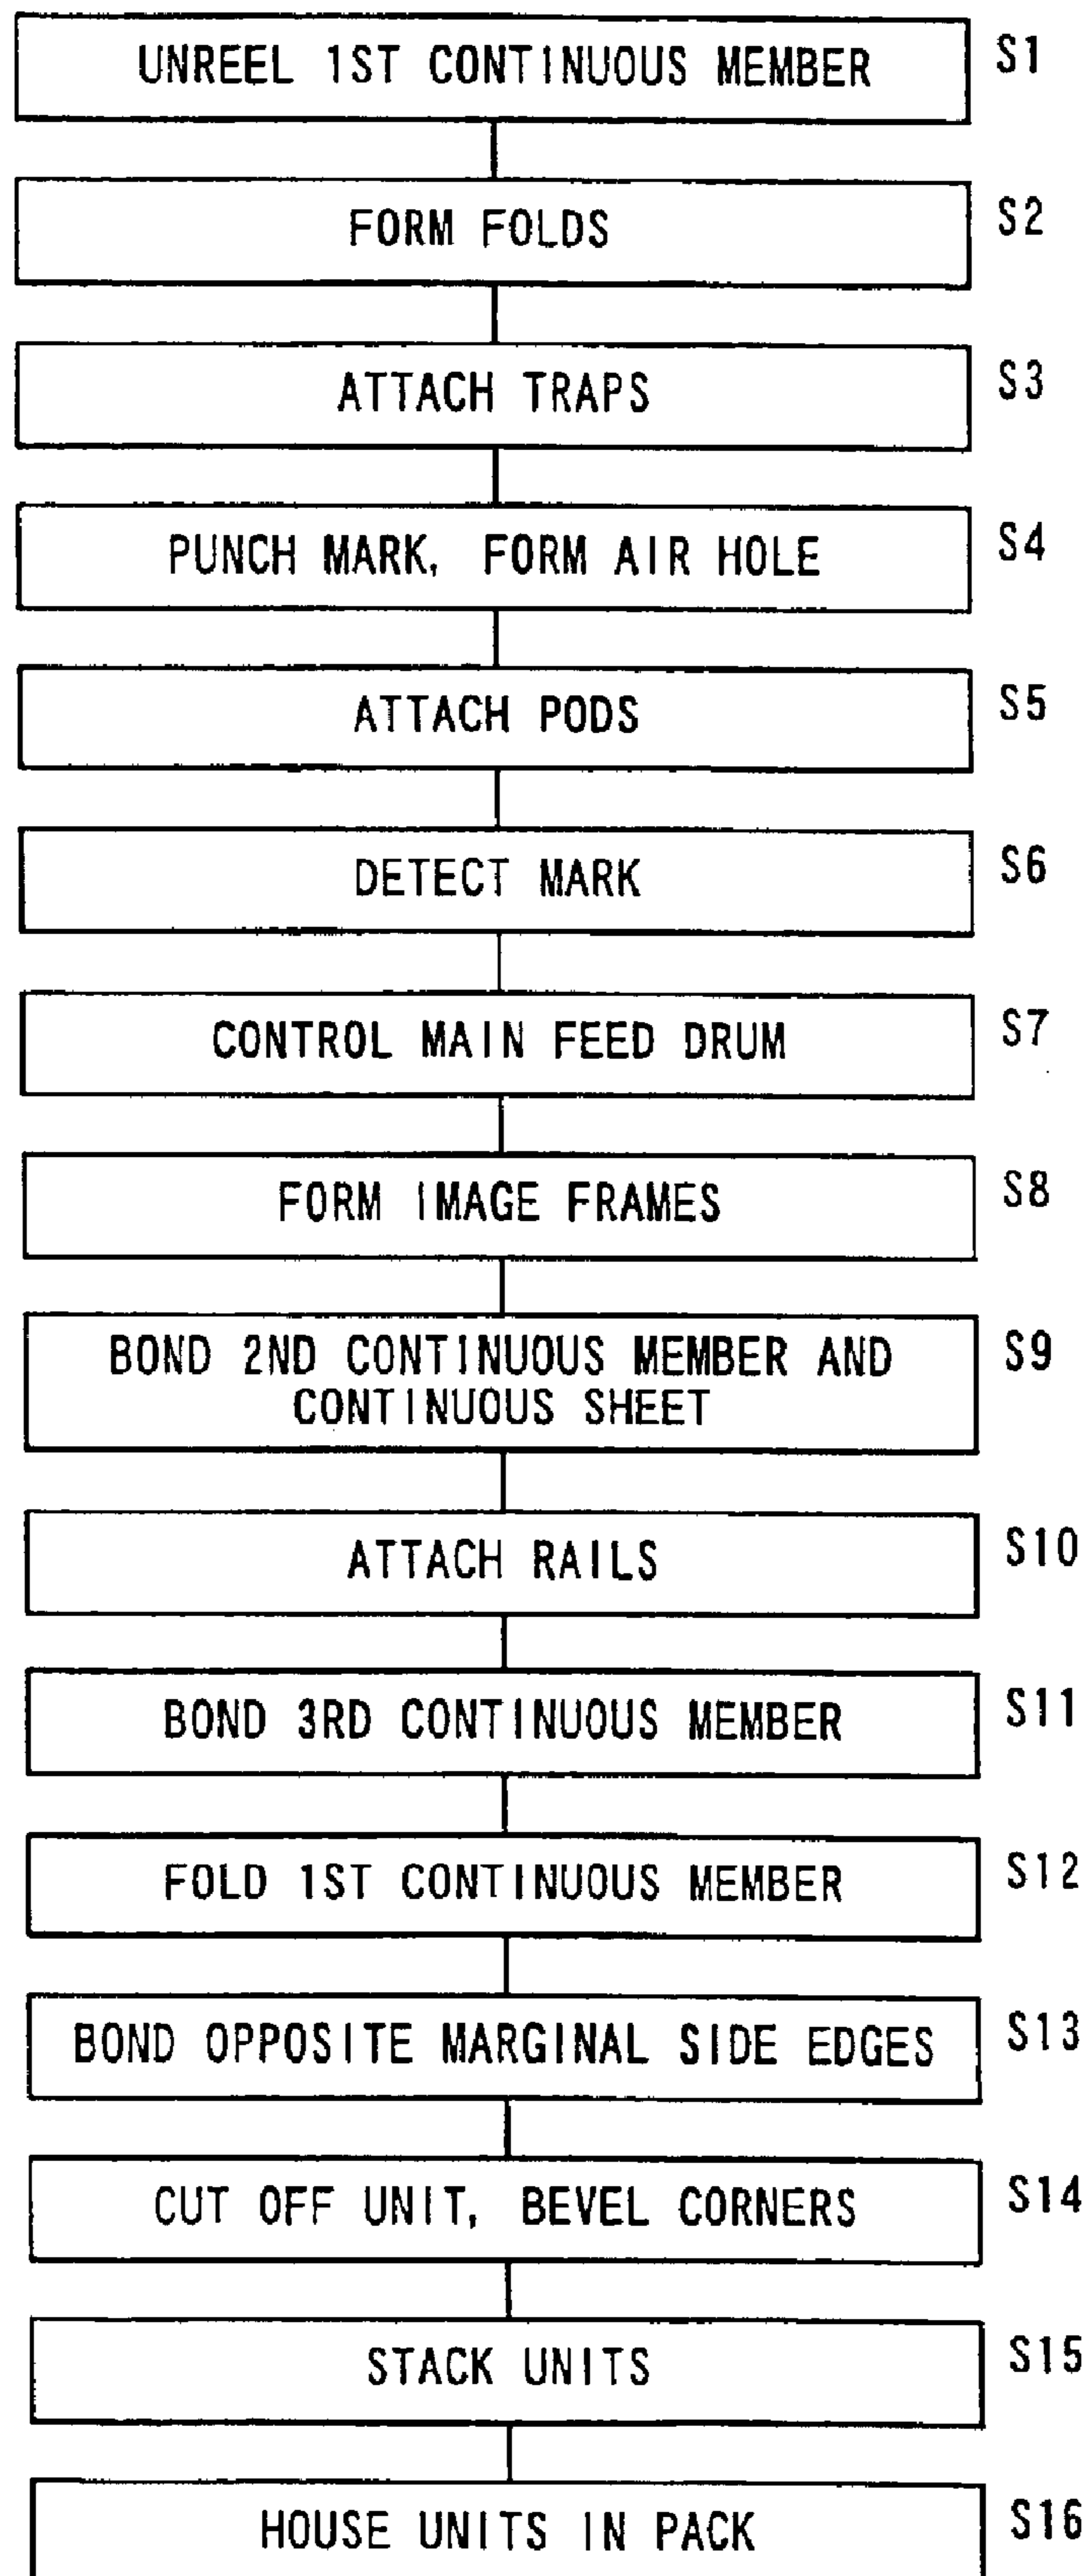 UNREEL 1ST CONTINUOUS MEMBER S1
FORM FOLDS S2
ATTACH TRAPS S3
PUNCH MARK, FORM AIR HOLE S4
ATTACH PODS S5
DETECT MARK S6
CONTROL MAIN FEED DRUM S7
FORM IMAGE FRAMES S8
BOND 2ND CONTINUOUS MEMBER AND S9
CONTINUOUS SHEET
ATTACH RAILS S10
BOND 3RD CONTINUOUS MEMBER S11
FOLD 1ST CONTINUOUS MEMBER S12
BOND OPPOSITE MARGINAL SIDE EDGES S13
CUT OFF UNIT, BEVEL CORNERS S14
STACK UNITS S15
HOUSE UNITS IN PACK S16